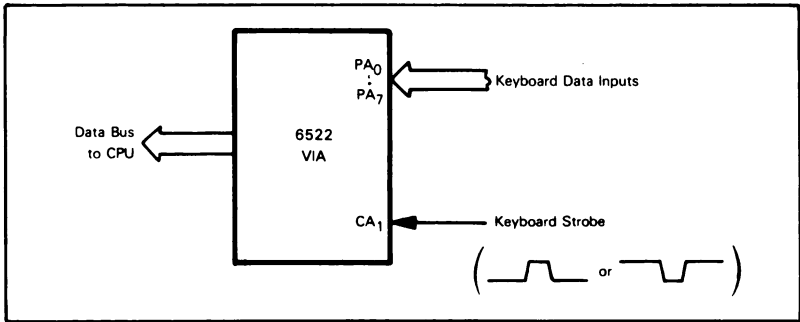 PA0
:
PA7
Keyboard Data Inputs
Data Bus
to CPU
6522
VIA
CA1
Keyboard Strobe
( or )